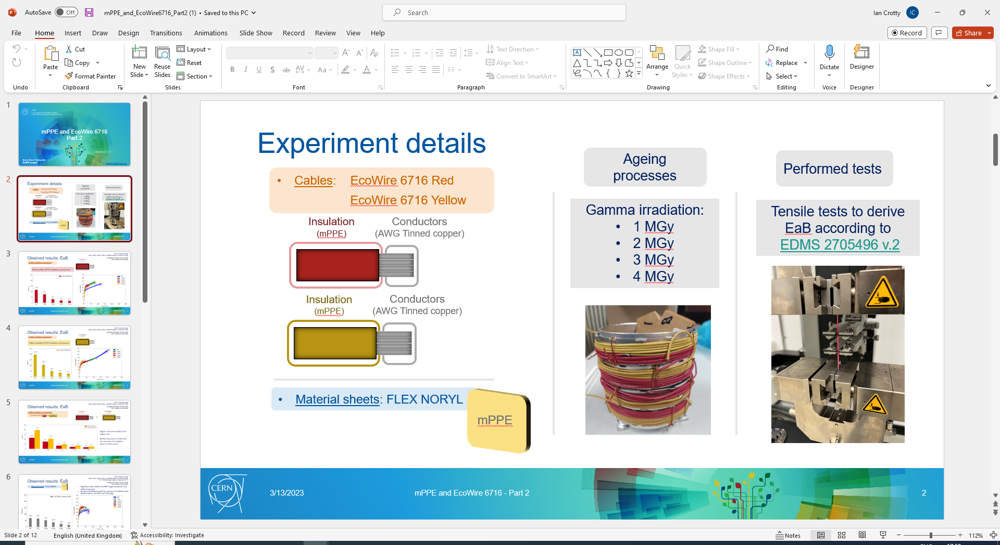 AutoSave
Off
mPPE_and_EcoWire6716_Part2 (1) • Saved to this PC
Search
Ian Crotty
IC
File
Home
Insert
Draw
Design
Transitions
Animations
Slide Show
Record
Review
View
Help
Record
Share
Undo
Paste
Cut
Copy
Format Painter
Clipboard
New
Slide
Reuse
Slides
Layout
Reset
Section
Slides
Font
Text Direction
Align Text
Convert to SmartArt
Paragraph
Arrange
Quick
Styles
Shape Fill
Shape Outline
Shape Effects
Drawing
Find
Replace
Select
Editing
Dictate
Voice
Designer
Designer
1
mPPE and EcoWire 6716
Part 2
2
3
Obtained results: EaB
4
Obtained results: EaB
5
Obtained results: EaB
6
Obtained results: EaB
Experiment details
• Cables: EcoWire 6716 Red
EcoWire 6716 Yellow
Insulation
(mPPE)
Conductors
(AWG Tinned copper)
Insulation
(mPPE)
Conductors
(AWG Tinned copper)
• Material sheets: FLEX NORYL
mPPE
Ageing
processes
Gamma irradiation:
• 1 MGy
• 2 MGy
• 3 MGy
• 4 MGy
Performed tests
Tensile tests to derive
EaB according to
EDMS 2705496 v.2
CERN
3/13/2023
mPPE and EcoWire 6716 - Part 2
2
Slide 2 of 12
English (United Kingdom)
Accessibility: Investigate
Notes
112%